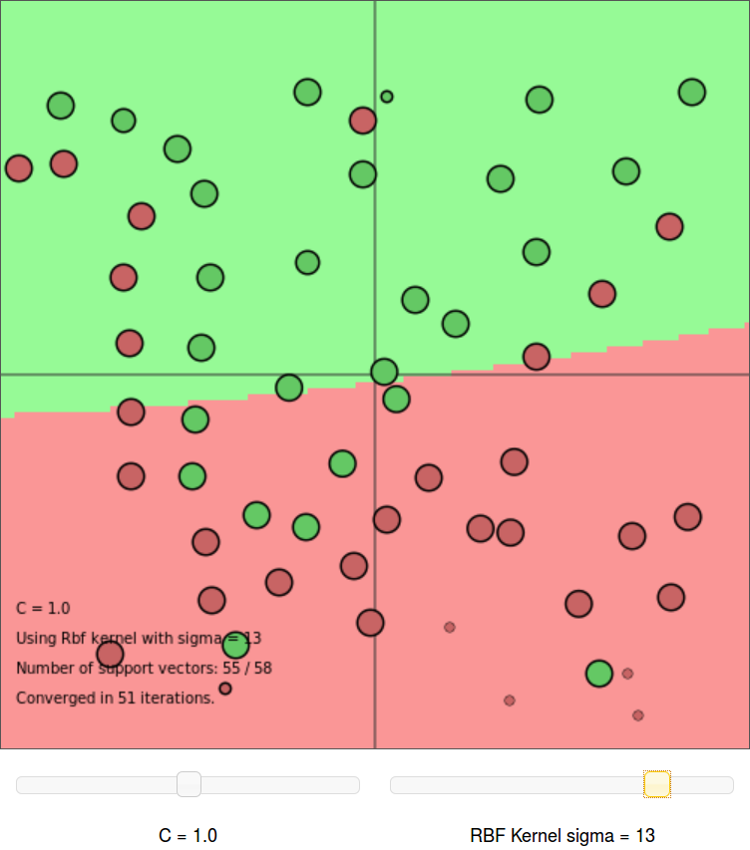 C = 1.0
Using Rbf kernel with sigma = 13
Number of support vectors: 55 / 58
Converged in 51 iterations.
C = 1.0
RBF Kernel sigma = 13